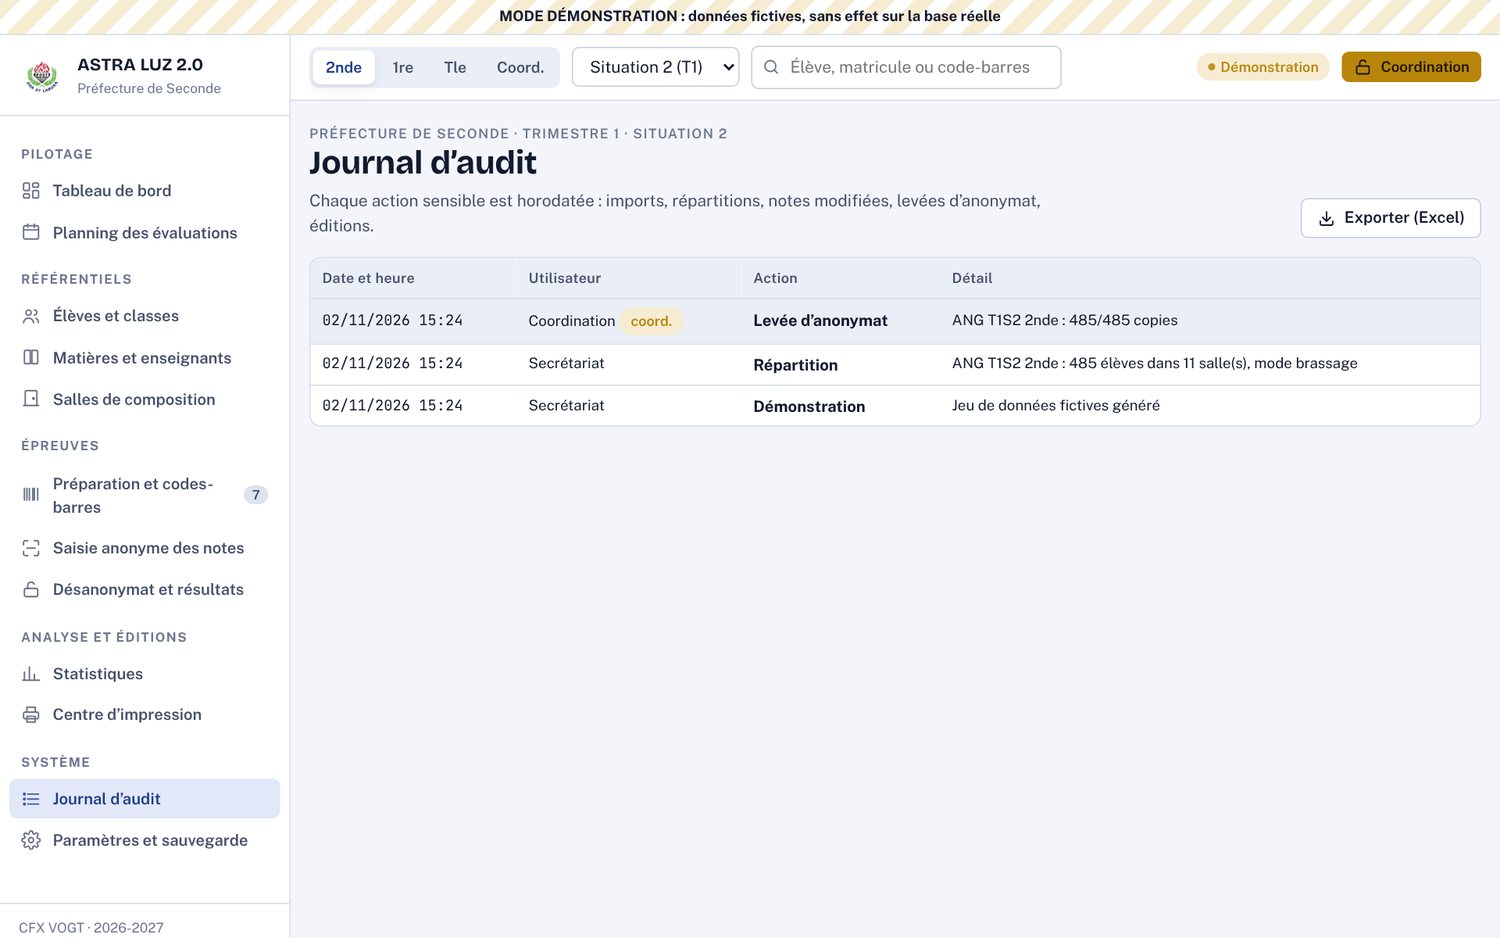 MODE DÉMONSTRATION : données fictives, sans effet sur la base réelle
ASTRA LUZ 2.0
Préfecture de Seconde
2nde
1re
Tle
Coord.
Situation 2 (T1)
Élève, matricule ou code-barres
Démonstration
Coordination
PILOTAGE
Tableau de bord
Planning des évaluations
RÉFÉRENTIELS
Élèves et classes
Matières et enseignants
Salles de composition
ÉPREUVES
Préparation et codes-
barres
7
Saisie anonyme des notes
Désanonymat et résultats
ANALYSE ET ÉDITIONS
Statistiques
Centre d’impression
SYSTÈME
Journal d’audit
Paramètres et sauvegarde
CFX VOGT · 2026-2027
PRÉFECTURE DE SECONDE · TRIMESTRE 1 · SITUATION 2
Journal d’audit
Chaque action sensible est horodatée : imports, répartitions, notes modifiées, levées d’anonymat,
éditions.
Exporter (Excel)
Date et heure Utilisateur Action Détail
02/11/2026 15:24 Coordination coord. Levée d’anonymat ANG T1S2 2nde : 485/485 copies
02/11/2026 15:24 Secrétariat Répartition ANG T1S2 2nde : 485 élèves dans 11 salle(s), mode brassage
02/11/2026 15:24 Secrétariat Démonstration Jeu de données fictives généré